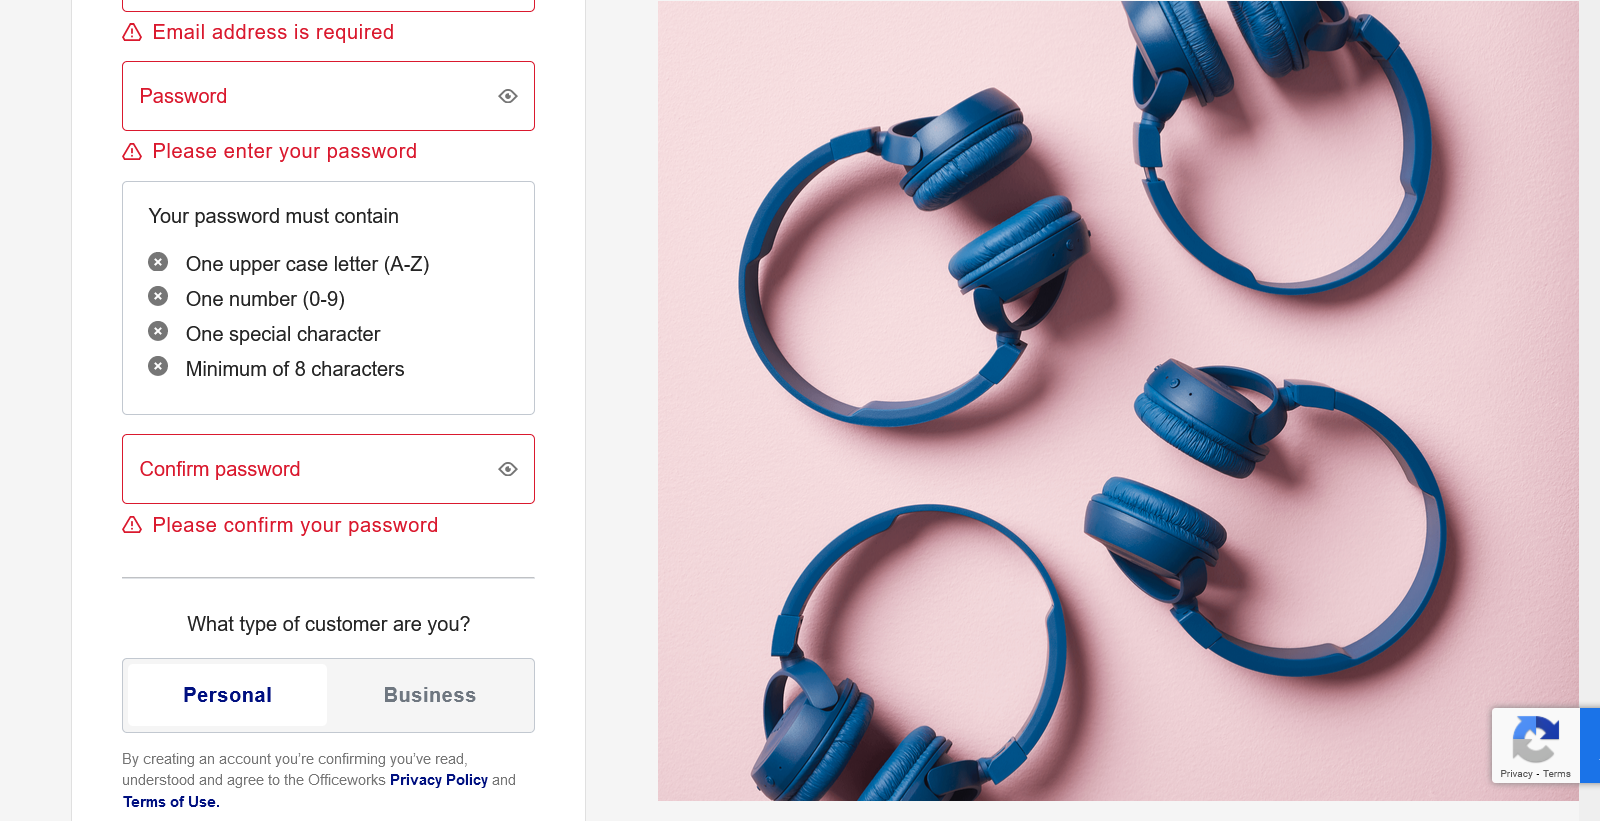 Email address is required
Password
Please enter your password
Your password must contain
One upper case letter (A-Z)
One number (0-9)
One special character
Minimum of 8 characters
Confirm password
Please confirm your password
What type of customer are you?
Personal
Business
By creating an account you’re confirming you’ve read,
understood and agree to the Officeworks Privacy Policy and
Terms of Use.
Privacy - Terms